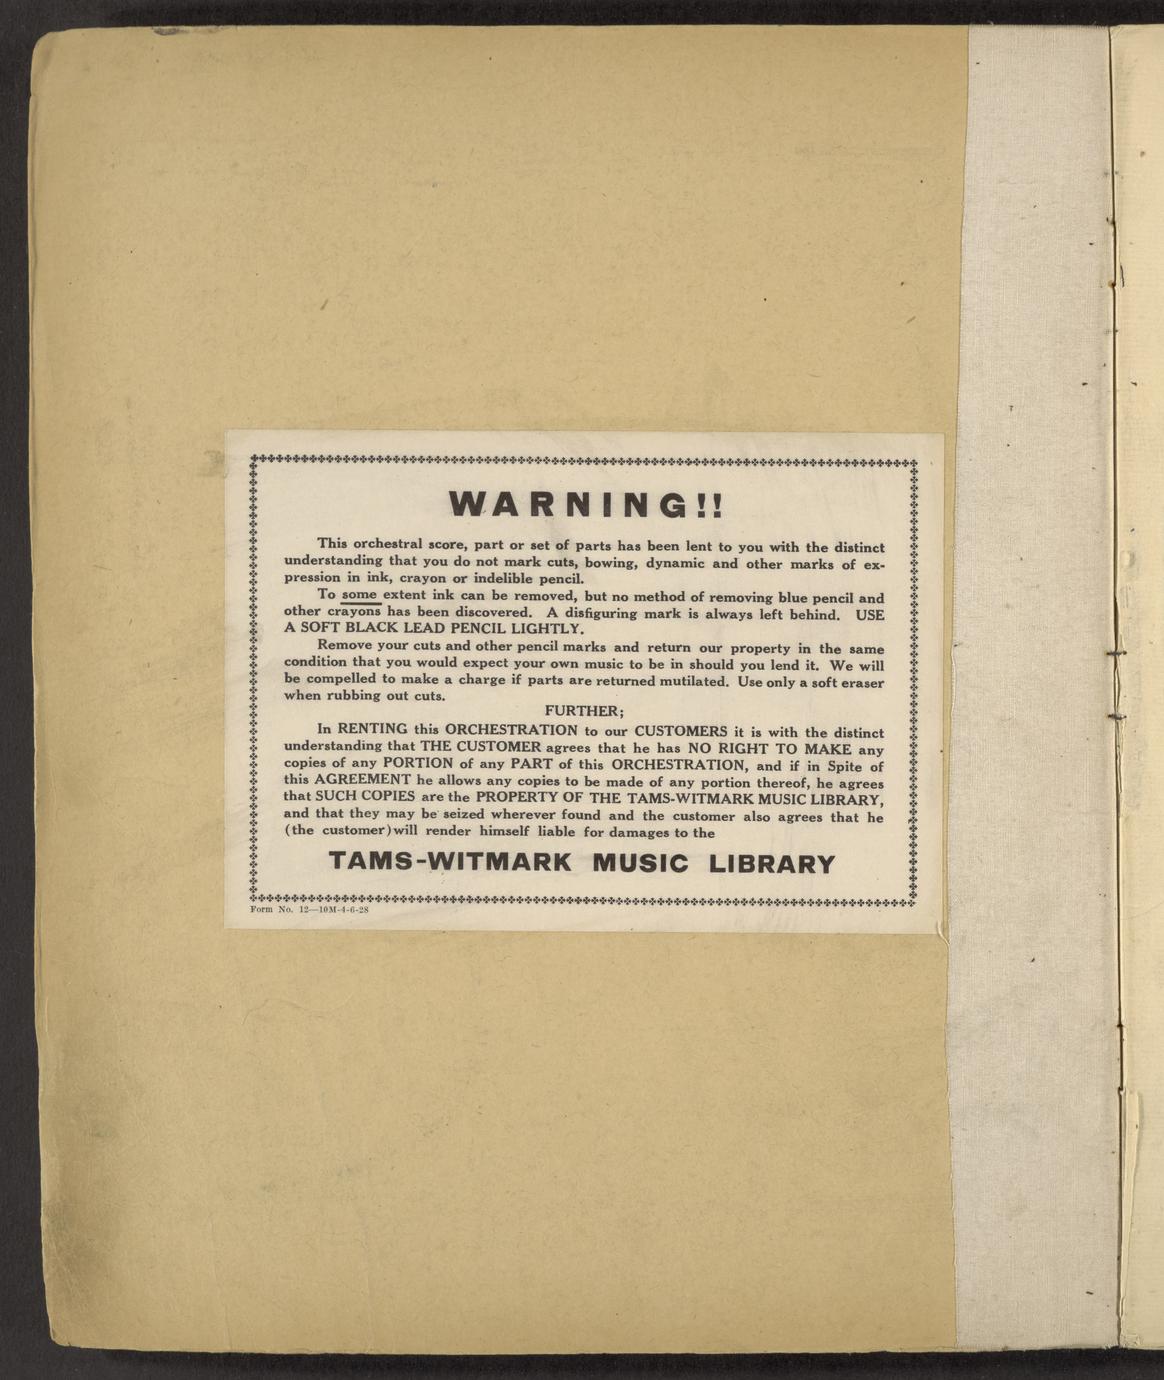 WARNING!!
This orchestral score, part or set of parts has been lent to you with the distinct
understanding that you do not mark cuts, bowing, dynamic and other marks of ex-
pression in ink, crayon or indelible pencil.
To some extent ink can be removed, but no method of removing blue pencil and
other crayons has been discovered. A disfiguring mark is always left behind. USE
A SOFT BLACK LEAD PENCIL LIGHTLY.
Remove your cuts and other pencil marks and return our property in the same
condition that you would expect your own music to be in should you lend it. We will
be compelled to make a charge if parts are returned mutilated. Use only a soft eraser
when rubbing out cuts.
FURTHER;
In RENTING this ORCHESTRATION to our CUSTOMERS it is with the distinct
understanding that THE CUSTOMER agrees that he has NO RIGHT TO MAKE any
copies of any PORTION of any PART of this ORCHESTRATION, and if in Spite of
this AGREEMENT he allows any copies to be made of any portion thereof, he agrees
that SUCH COPIES are the PROPERTY OF THE TAMS-WITMARK MUSIC LIBRARY,
and that they may be seized wherever found and the customer also agrees that he
(the customer)will render himself liable for damages to the
TAMS-WITMARK MUSIC LIBRARY
Form No. 12—10M-4-6-28